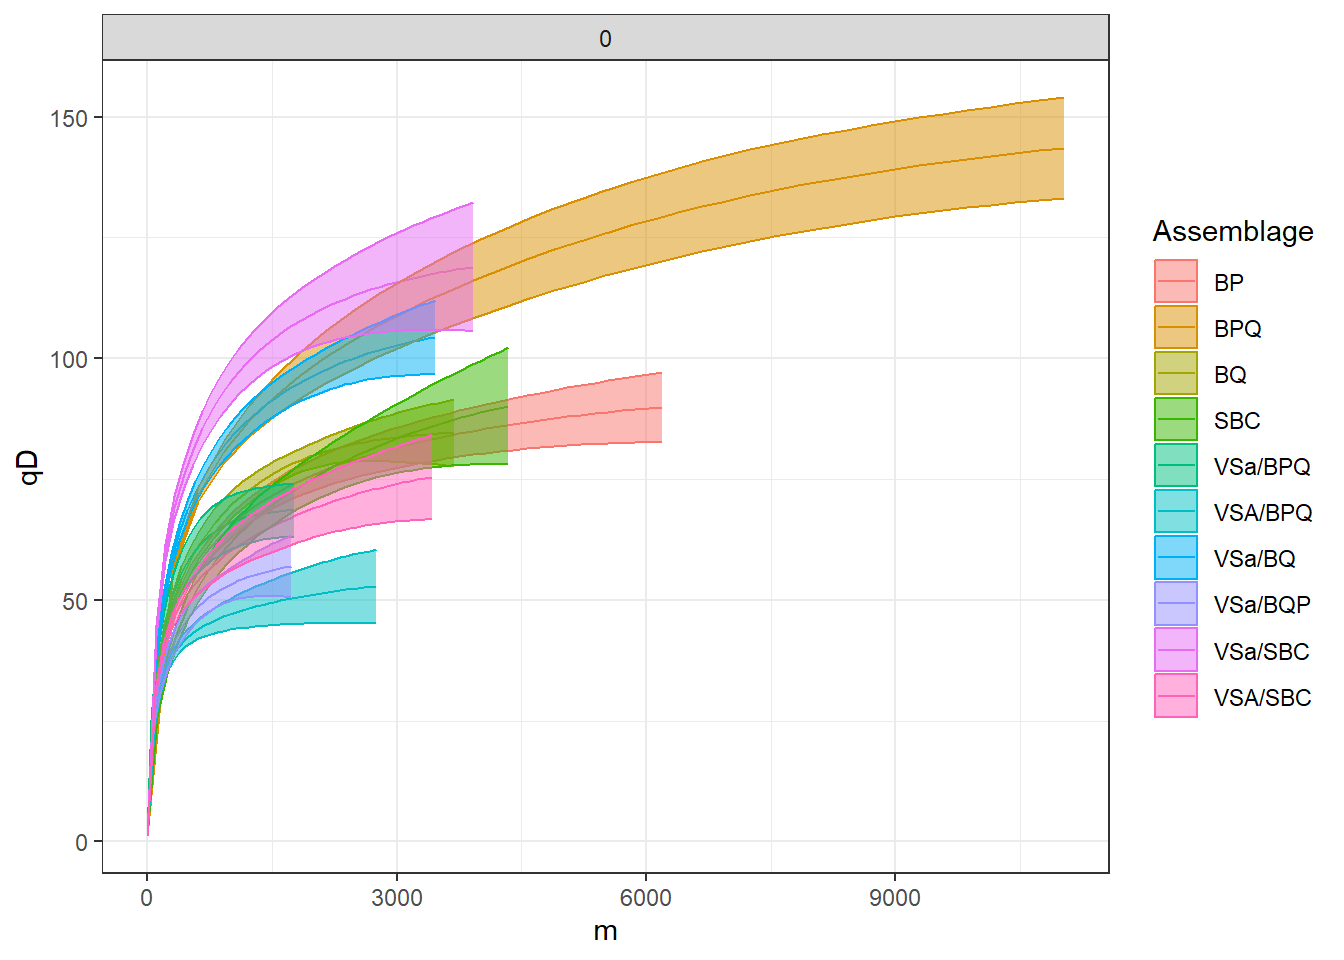 0
qD
150
100
50
0
0 3000 6000 9000
m
Assemblage
BP
BPQ
BQ
SBC
VSa/BPQ
VSA/BPQ
VSa/BQ
VSa/BQP
VSa/SBC
VSA/SBC